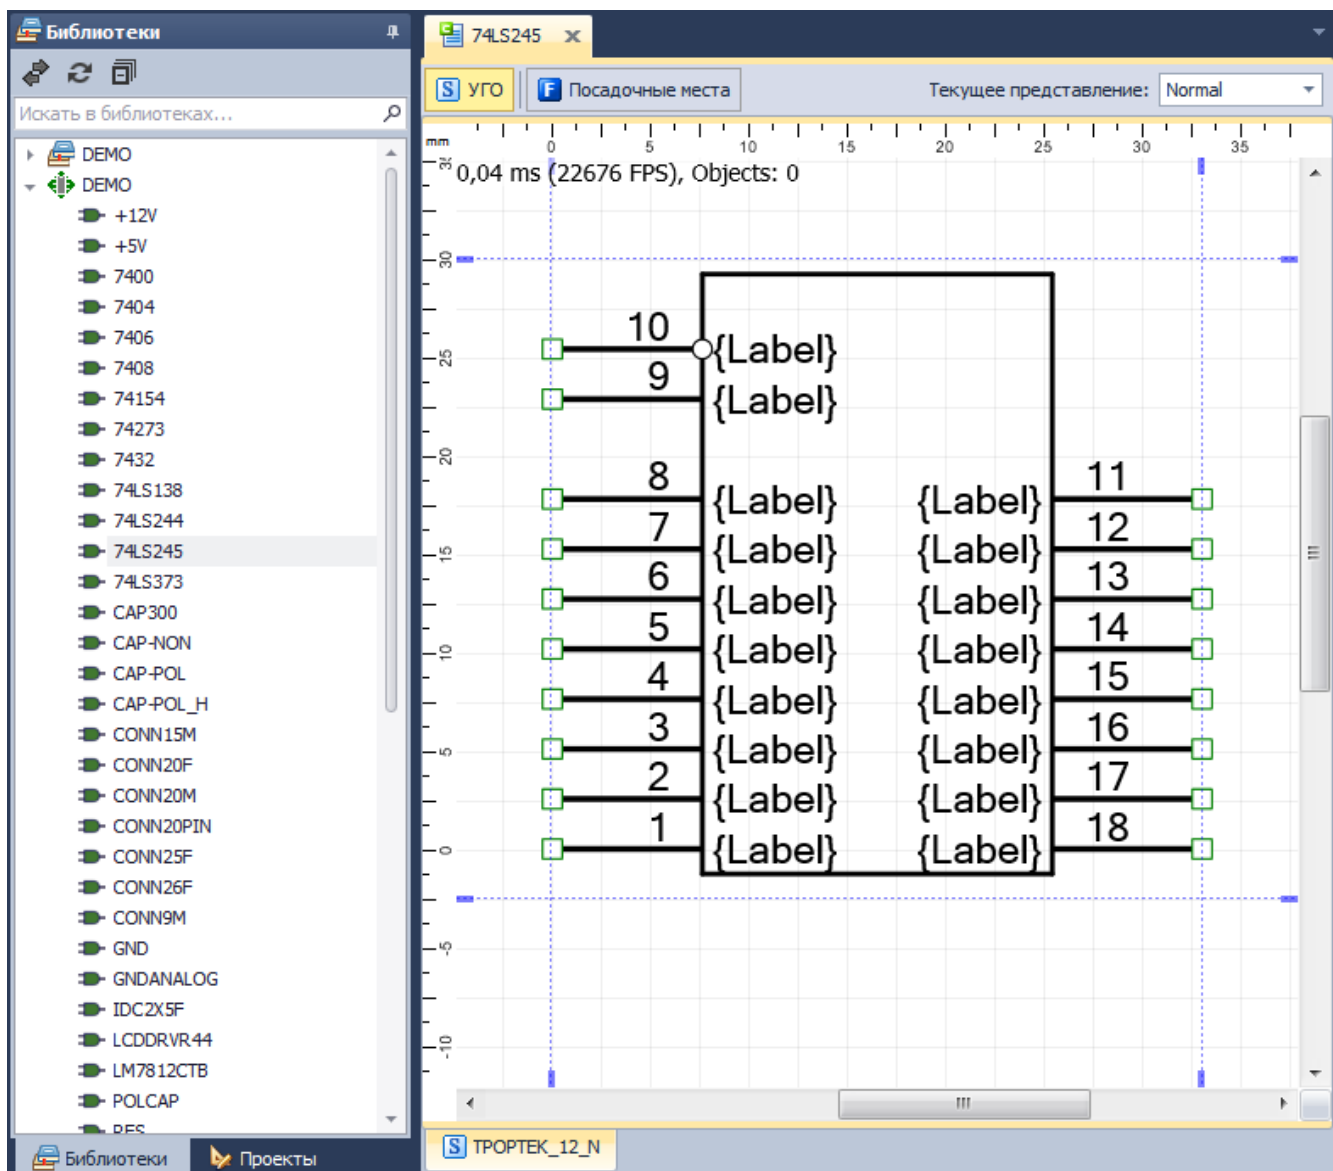 Библиотеки
Искать в библиотеках...
DEMO
DEMO
+12V
+5V
7400
7404
7406
7408
74154
74273
7432
74LS138
74LS244
74LS245
74LS373
CAP300
CAP-NON
CAP-POL
CAP-POL_H
CONN15M
CONN20F
CONN20M
CONN20PIN
CONN25F
CONN26F
CONN9M
GND
GNDANALOG
IDC2X5F
LCDDRVR44
LM7812CTB
POLCAP
RES
Библиотеки Проекты
74LS245
S УГО F Посадочные места Текущее представление: Normal
mm 0 5 10 15 20 25 35
0,04 ms (22676 FPS), Objects: 0
30
10 {Label}
25
9 {Label}
20
8 {Label} {Label} 11
7 {Label} {Label} 12
15
6 {Label} {Label} 13
5 {Label} {Label} 14
10
4 {Label} {Label} 15
3 {Label} {Label} 16
5
2 {Label} {Label} 17
1 {Label} {Label} 18
0
-5
-10
S TPOPTEK_12_N